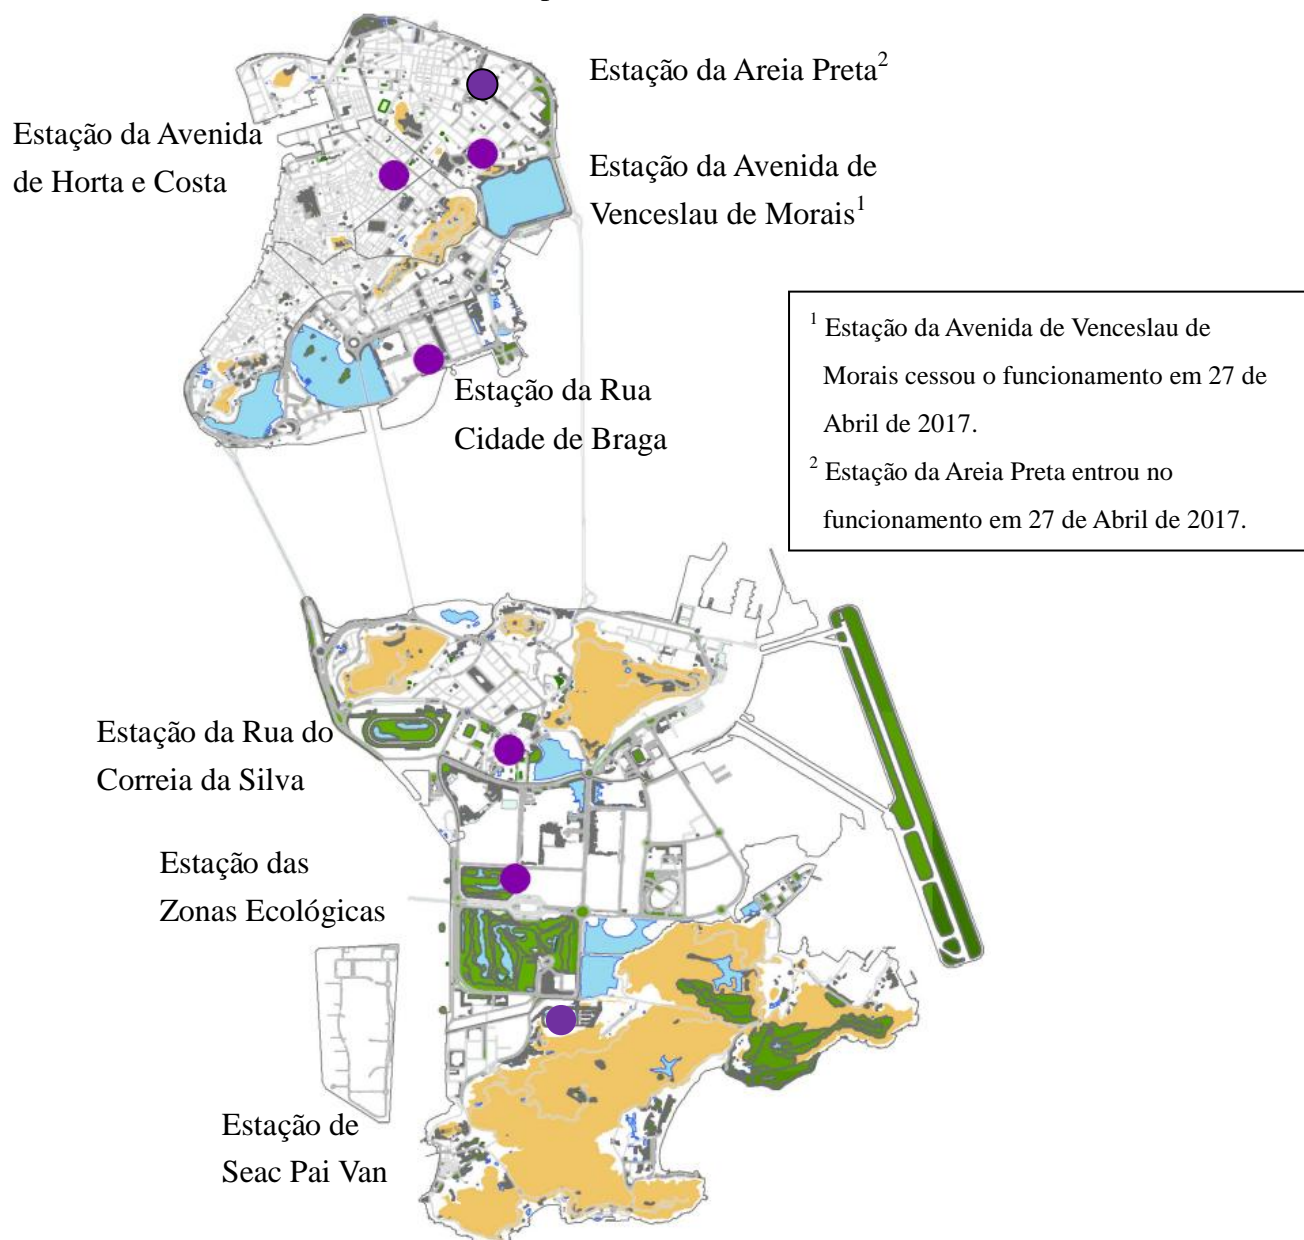 Estação da Areia Preta²
Estação da Avenida
de Horta e Costa
Estação da Avenida de
Venceslau de Morais¹
¹ Estação da Avenida de Venceslau de
Morais cessou o funcionamento em 27 de
Abril de 2017.
² Estação da Areia Preta entrou no
funcionamento em 27 de Abril de 2017.
Estação da Rua
Cidade de Braga
Estação da Rua do
Correia da Silva
Estação das
Zonas Ecológicas
Estação de
Seac Pai Van